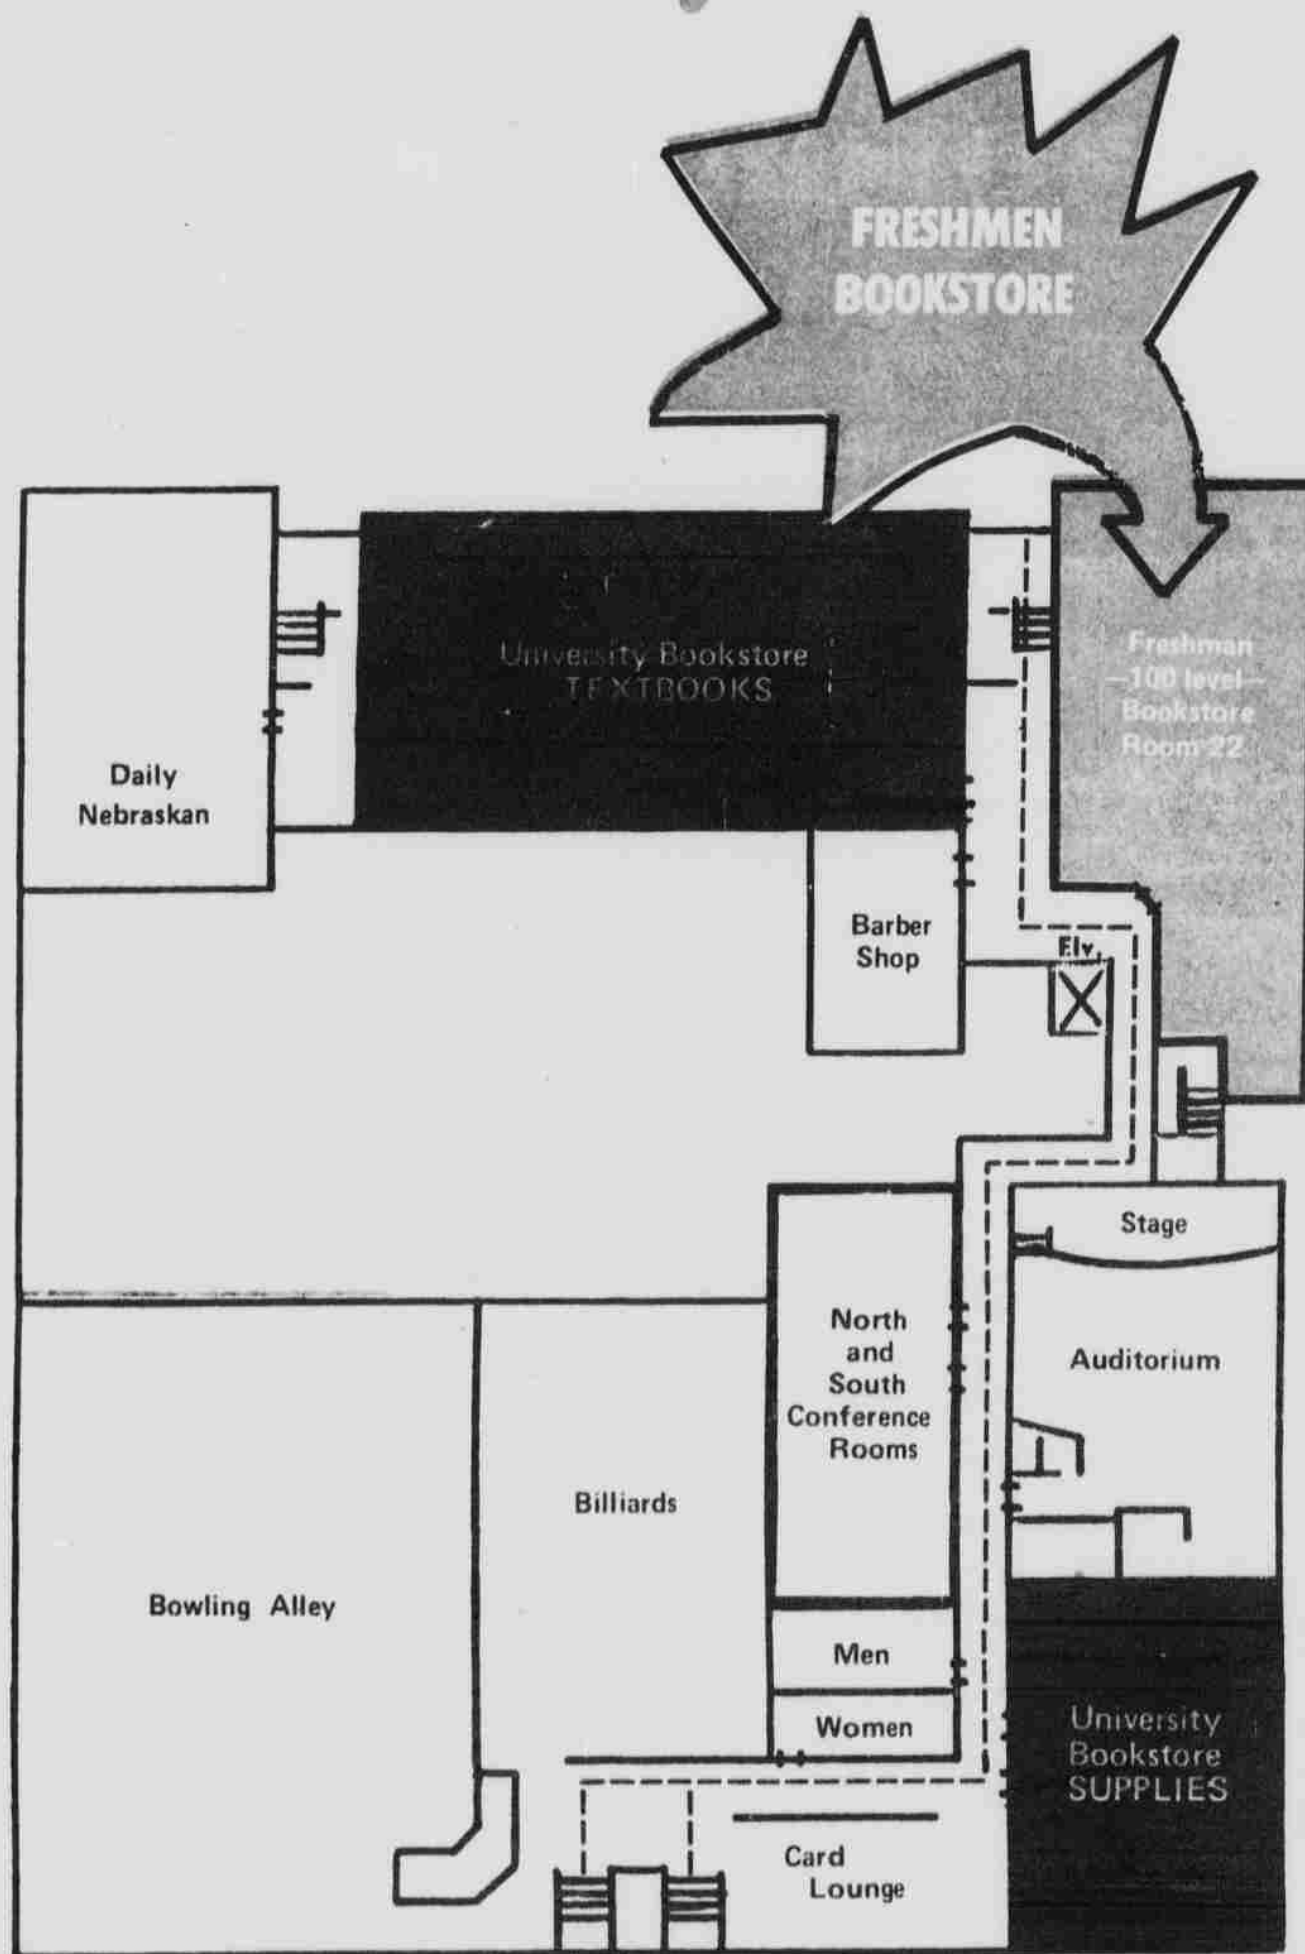 FRESHMEN
BOOKSTORE
University Bookstore
TEXTBOOKS
Freshman
—100 level—
Bookstore
Room 22
Daily
Nebraskan
Barber
Shop
Elv.
Stage
North
and
South
Conference
Rooms
Auditorium
Billiards
Bowling Alley
Men
Women
University
Bookstore
SUPPLIES
Card
Lounge